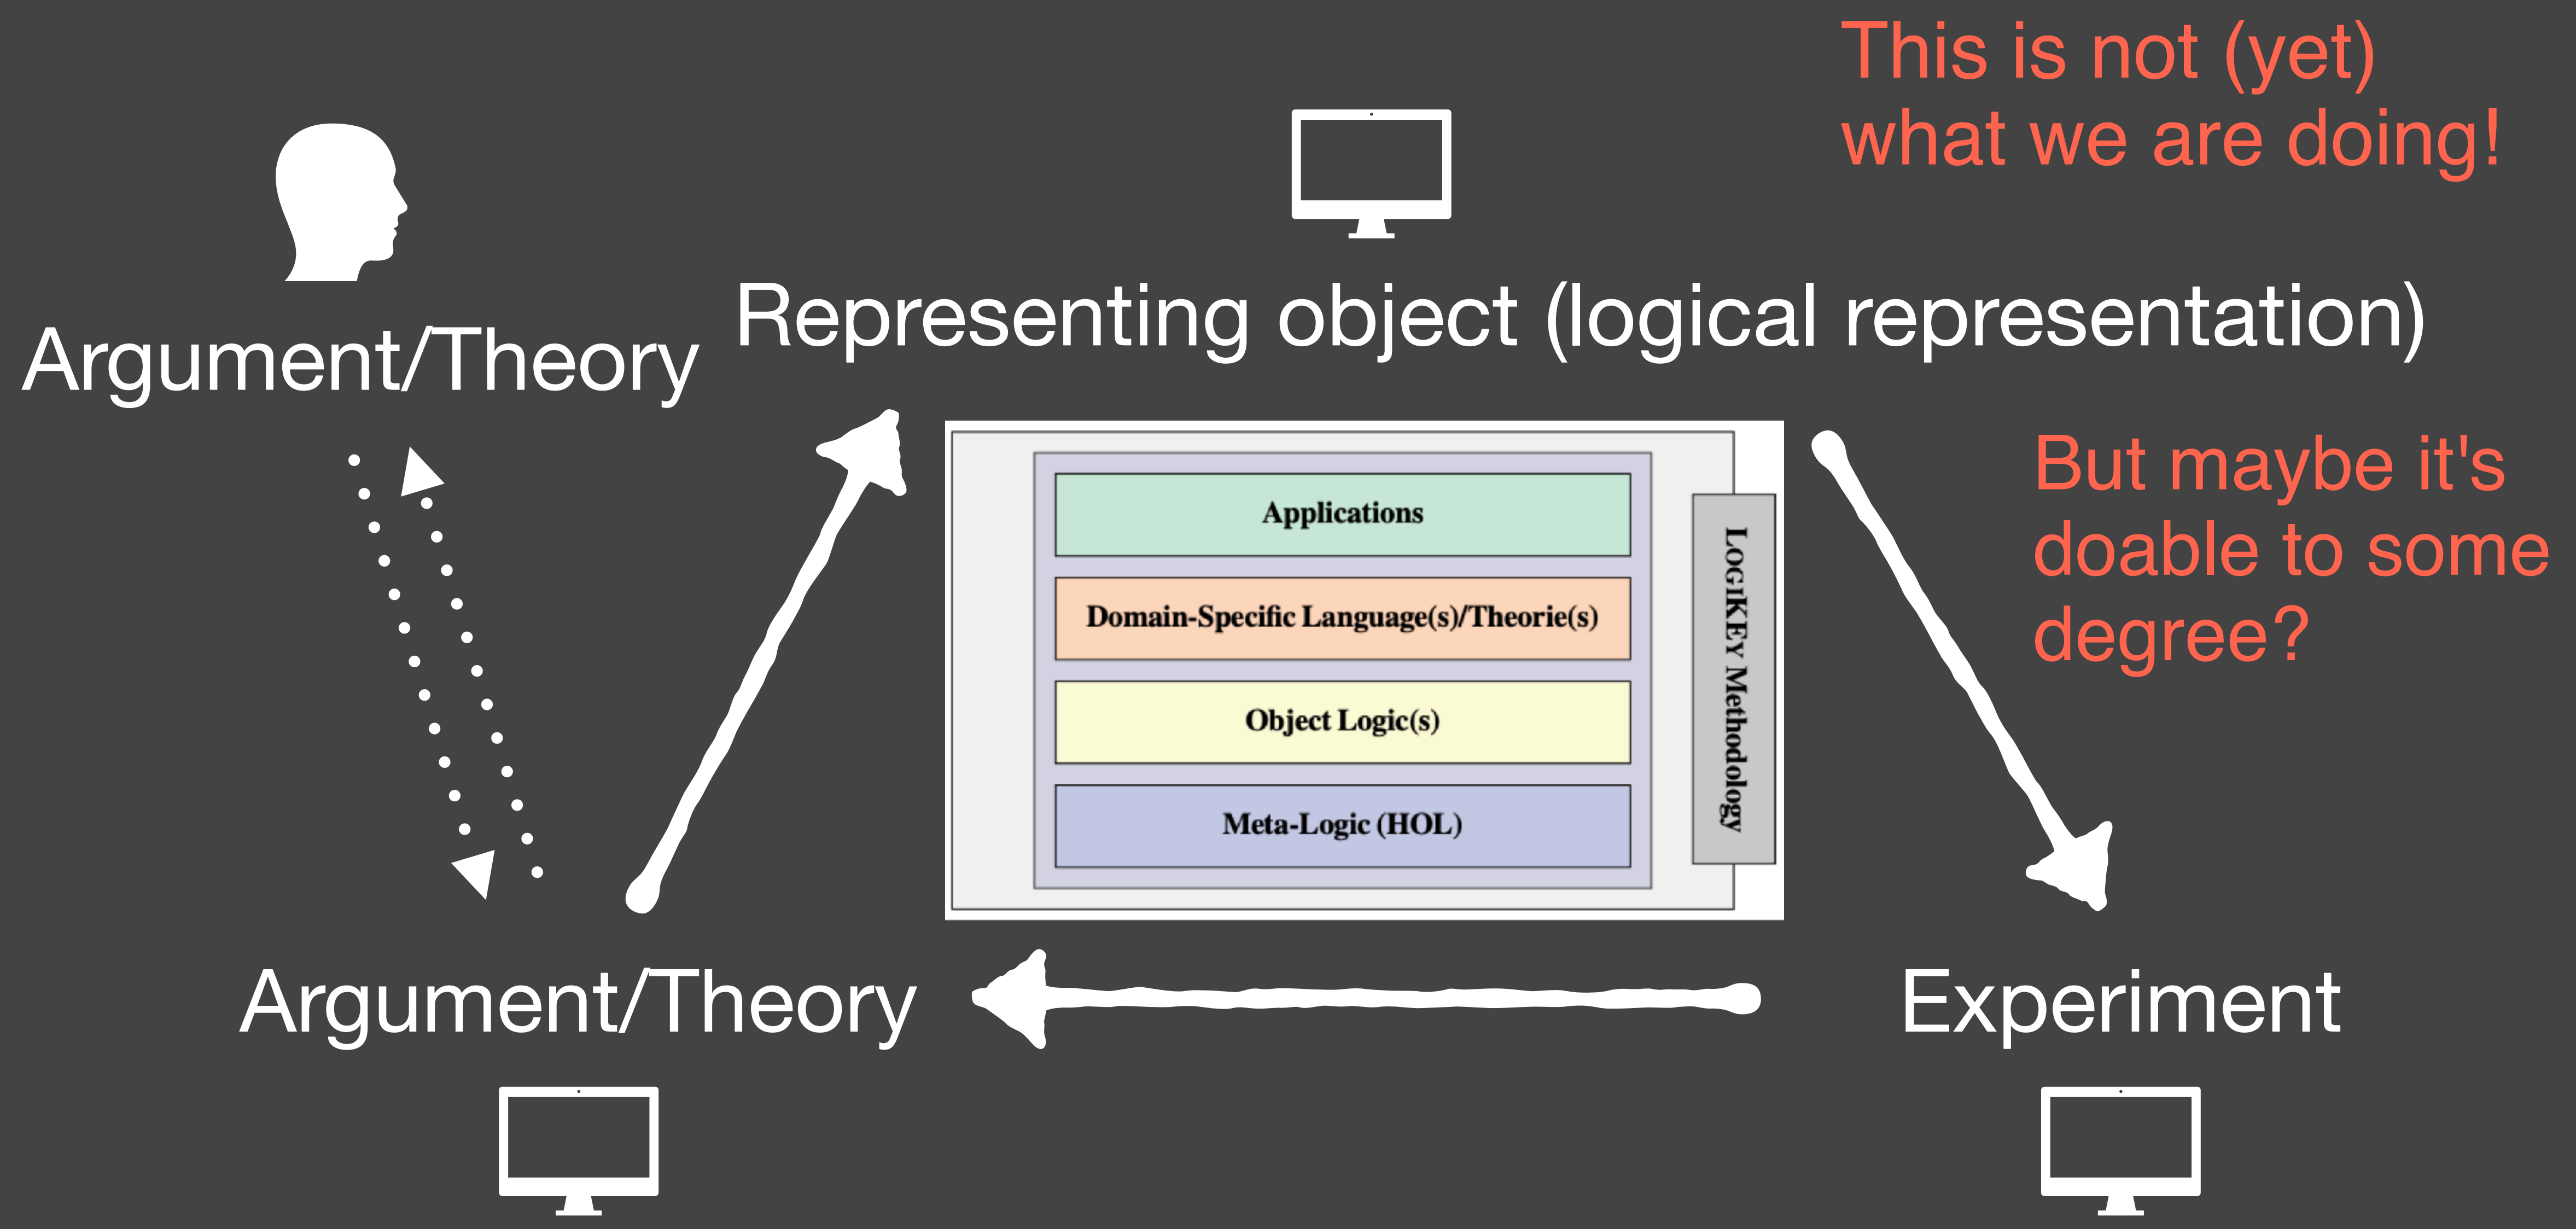 This is not (yet)
what we are doing!
Argument/Theory
Representing object (logical representation)
But maybe it's
doable to some
degree?
Applications
Domain-Specific Language(s)/Theorie(s)
Object Logic(s)
Meta-Logic (HOL)
LOGIKEY Methodology
Argument/Theory
Experiment